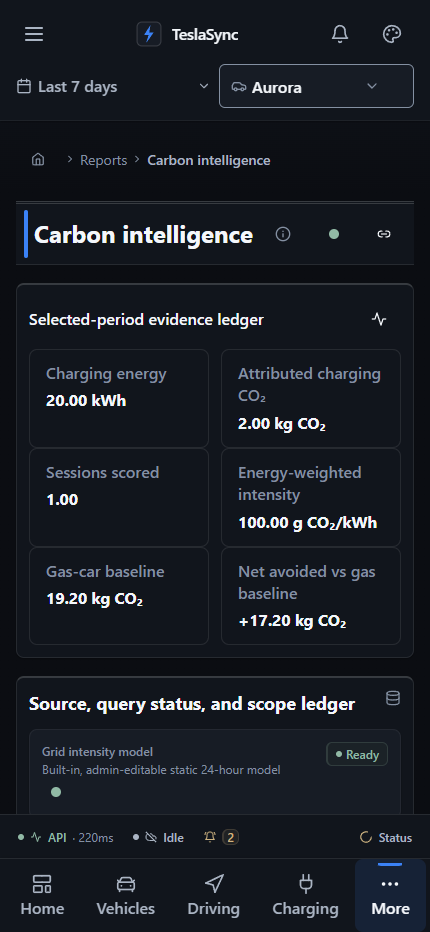 TeslaSync
Last 7 days
Aurora
Reports > Carbon intelligence
Carbon intelligence
Selected-period evidence ledger
Charging energy
20.00 kWh
Attributed charging
CO₂
2.00 kg CO₂
Sessions scored
1.00
Energy-weighted
intensity
100.00 g CO₂/kWh
Gas-car baseline
19.20 kg CO₂
Net avoided vs gas
baseline
+17.20 kg CO₂
Source, query status, and scope ledger
Grid intensity model
Built-in, admin-editable static 24-hour model
Ready
API · 220ms
Idle
2
Status
Home
Vehicles
Driving
Charging
More